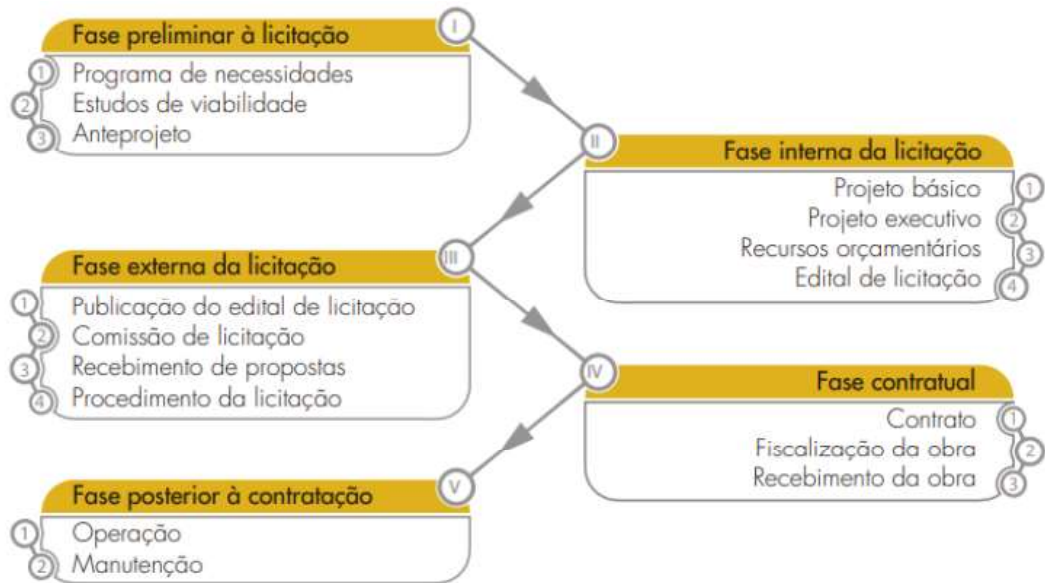 Fase preliminar à licitação
I
1 Programa de necessidades
2 Estudos de viabilidade
3 Anteprojeto
II
Fase interna da licitação
Projeto básico 1
Projeto executivo 2
Recursos orçamentários 3
Edital de licitação 4
Fase externa da licitação
III
1 Publicação do edital de licitação
2 Comissão de licitação
3 Recebimento de propostas
4 Procedimento da licitação
IV
Fase contratual
Contrato 1
Fiscalização da obra 2
Recebimento da obra 3
Fase posterior à contratação
V
1 Operação
2 Manutenção